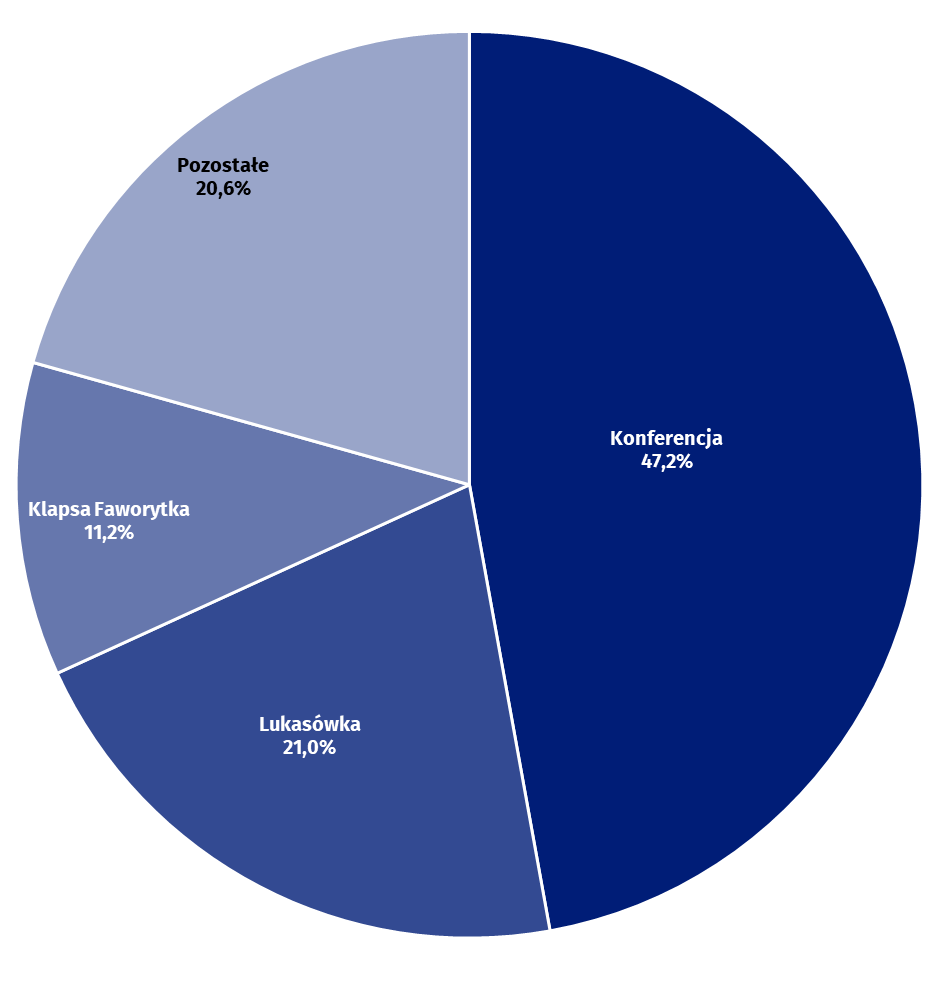 Pozostałe
20,6%
Konferencja
47,2%
Klapsa Faworytka
11,2%
Lukasówka
21,0%